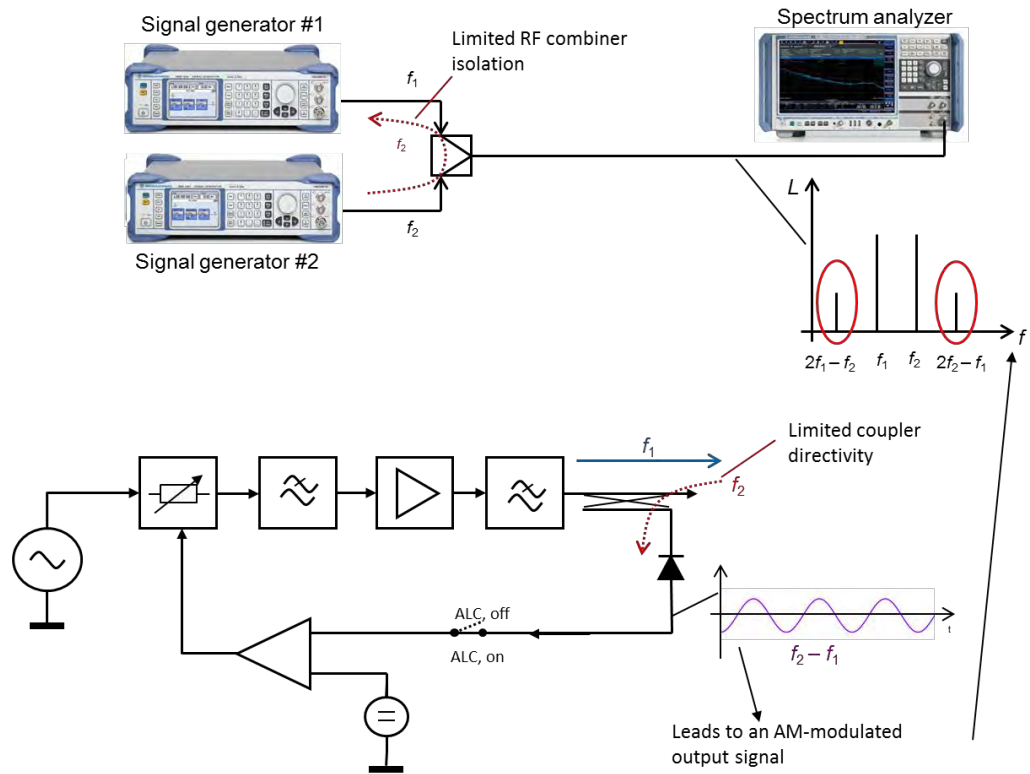 Signal generator #1
Spectrum analyzer
Limited RF combiner
isolation
f1
f2
f2
Signal generator #2
L
f
2f1 – f2
f1
f2
2f2 – f1
f1
Limited coupler
directivity
f2
ALC, off
ALC, on
t
f2 – f1
Leads to an AM-modulated
output signal